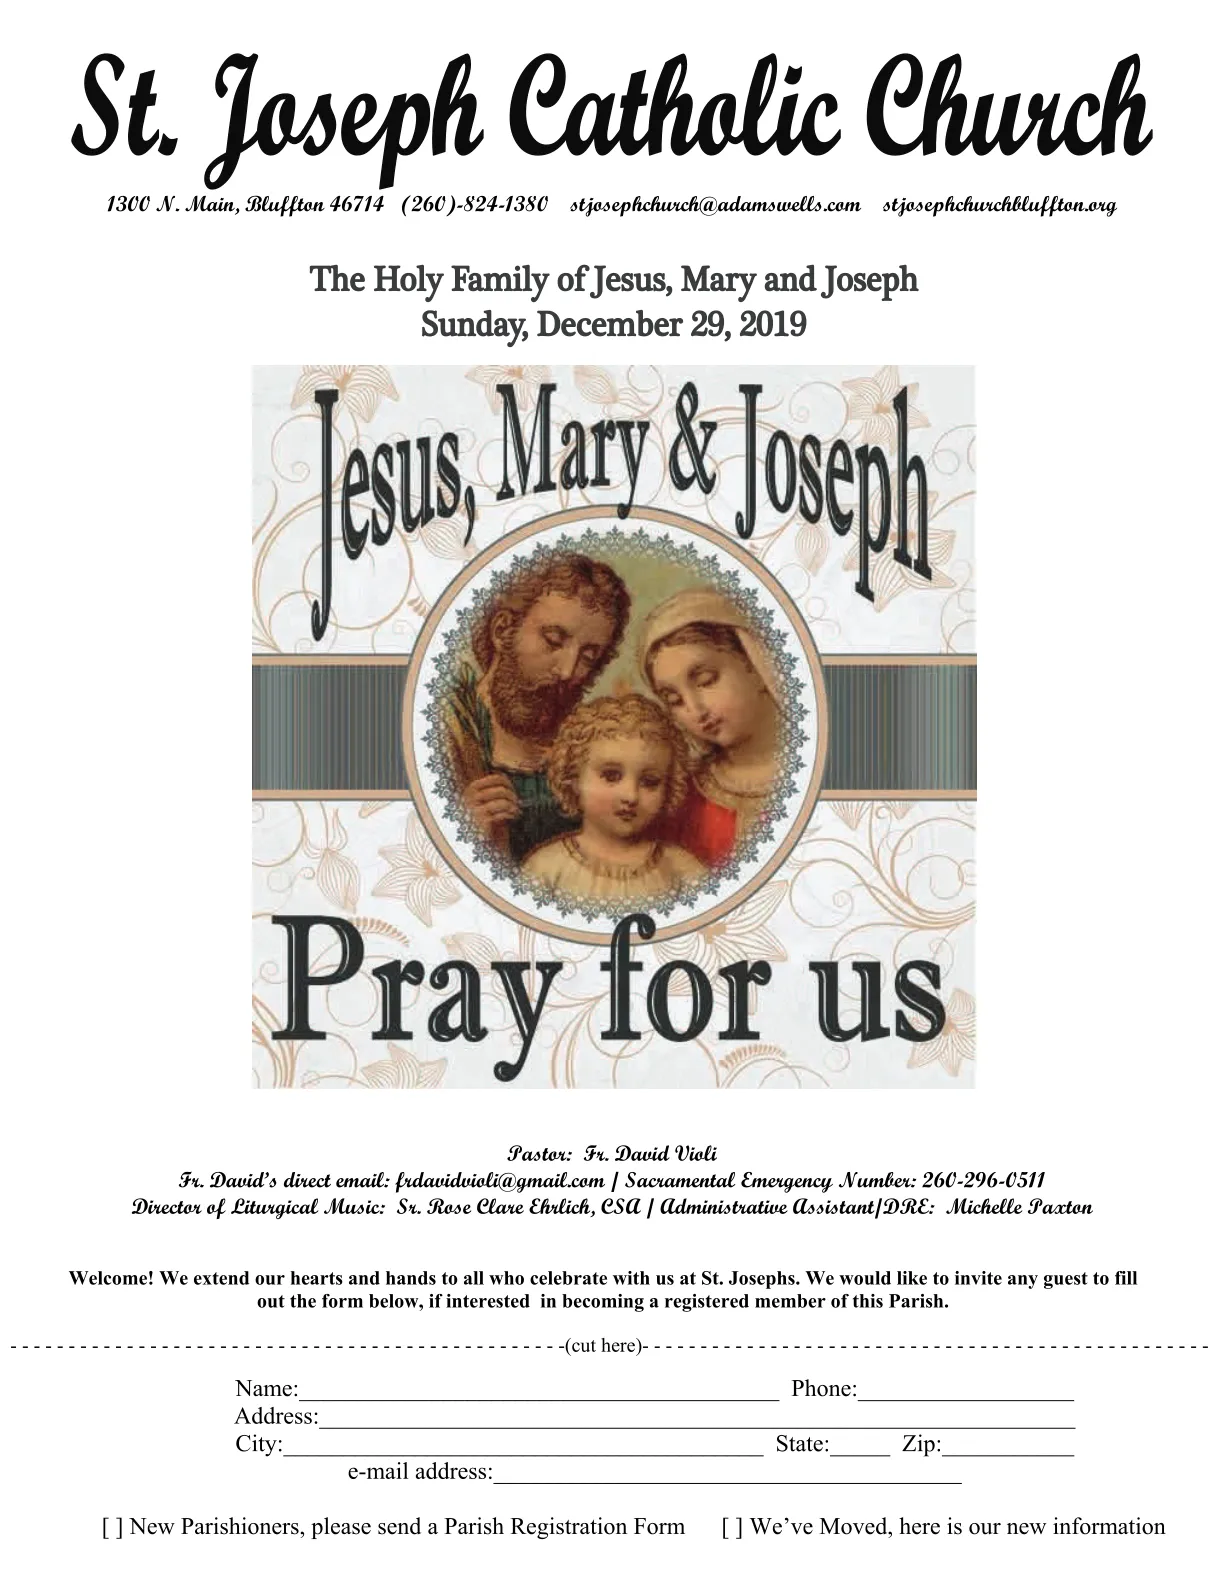 St. Joseph Catholic Church
1300 N. Main, Bluffton 46714 (260)-824-1380 stjosephchurch@adamswells.com stjosephchurchbluffton.org
The Holy Family of Jesus, Mary and Joseph
Sunday, December 29, 2019
Jesus, Mary & Joseph
Pray for us
Pastor: Fr. David Violi
Fr. David's direct email: frdavidvioli@gmail.com / Sacramental Emergency Number: 260-296-0511
Director of Liturgical Music: Sr. Rose Clare Ehrlich, CSA / Administrative Assistant/DRE: Michelle Paxton
Welcome! We extend our hearts and hands to all who celebrate with us at St. Josephs. We would like to invite any guest to fill
out the form below, if interested in becoming a registered member of this Parish.
- - - - - - - - - - - - - - - - - - - - - - - - - - - - - - - - - - - - - - - - - - - - - - - -(cut here)- - - - - - - - - - - - - - - - - - - - - - - - - - - - - - - - - - - - - - - - - - - - - - - - -
Name:________________________________________ Phone:__________________
Address:_______________________________________________________________
City:________________________________________ State:_____ Zip:___________
e-mail address:_______________________________________
[ ] New Parishioners, please send a Parish Registration Form [ ] We've Moved, here is our new information